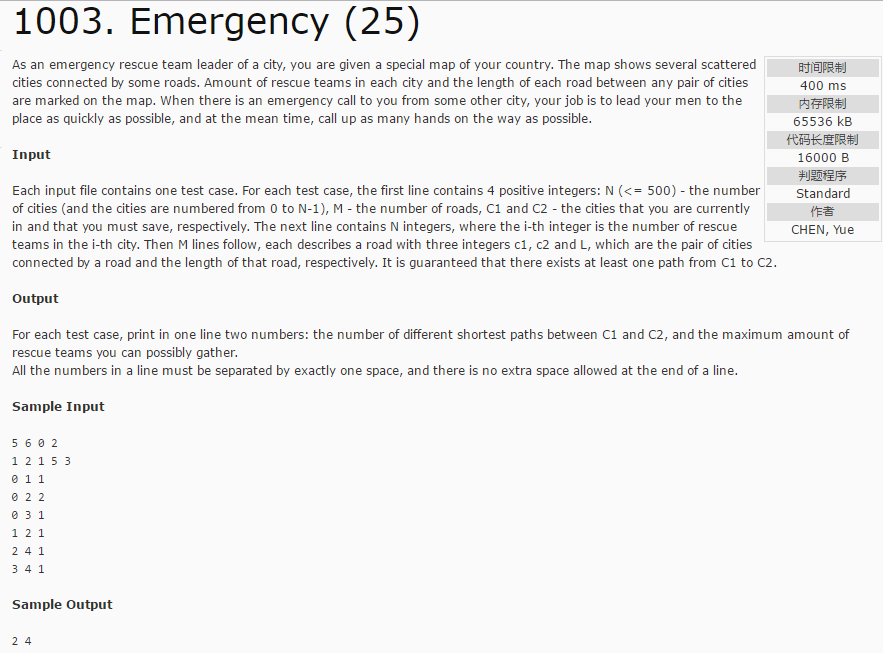 1003. Emergency (25)
As an emergency rescue team leader of a city, you are given a special map of your country. The map shows several scattered
cities connected by some roads. Amount of rescue teams in each city and the length of each road between any pair of cities
are marked on the map. When there is an emergency call to you from some other city, your job is to lead your men to the
place as quickly as possible, and at the mean time, call up as many hands on the way as possible.
时间限制
400 ms
内存限制
65536 kB
代码长度限制
16000 B
判题程序
Standard
作者
CHEN, Yue
Input
Each input file contains one test case. For each test case, the first line contains 4 positive integers: N (<= 500) - the number
of cities (and the cities are numbered from 0 to N-1), M - the number of roads, C1 and C2 - the cities that you are currently
in and that you must save, respectively. The next line contains N integers, where the i-th integer is the number of rescue
teams in the i-th city. Then M lines follow, each describes a road with three integers c1, c2 and L, which are the pair of cities
connected by a road and the length of that road, respectively. It is guaranteed that there exists at least one path from C1 to C2.
Output
For each test case, print in one line two numbers: the number of different shortest paths between C1 and C2, and the maximum amount of
rescue teams you can possibly gather.
All the numbers in a line must be separated by exactly one space, and there is no extra space allowed at the end of a line.
Sample Input
5 6 0 2
1 2 1 5 3
0 1 1
0 2 2
0 3 1
1 2 1
2 4 1
3 4 1
Sample Output
2 4